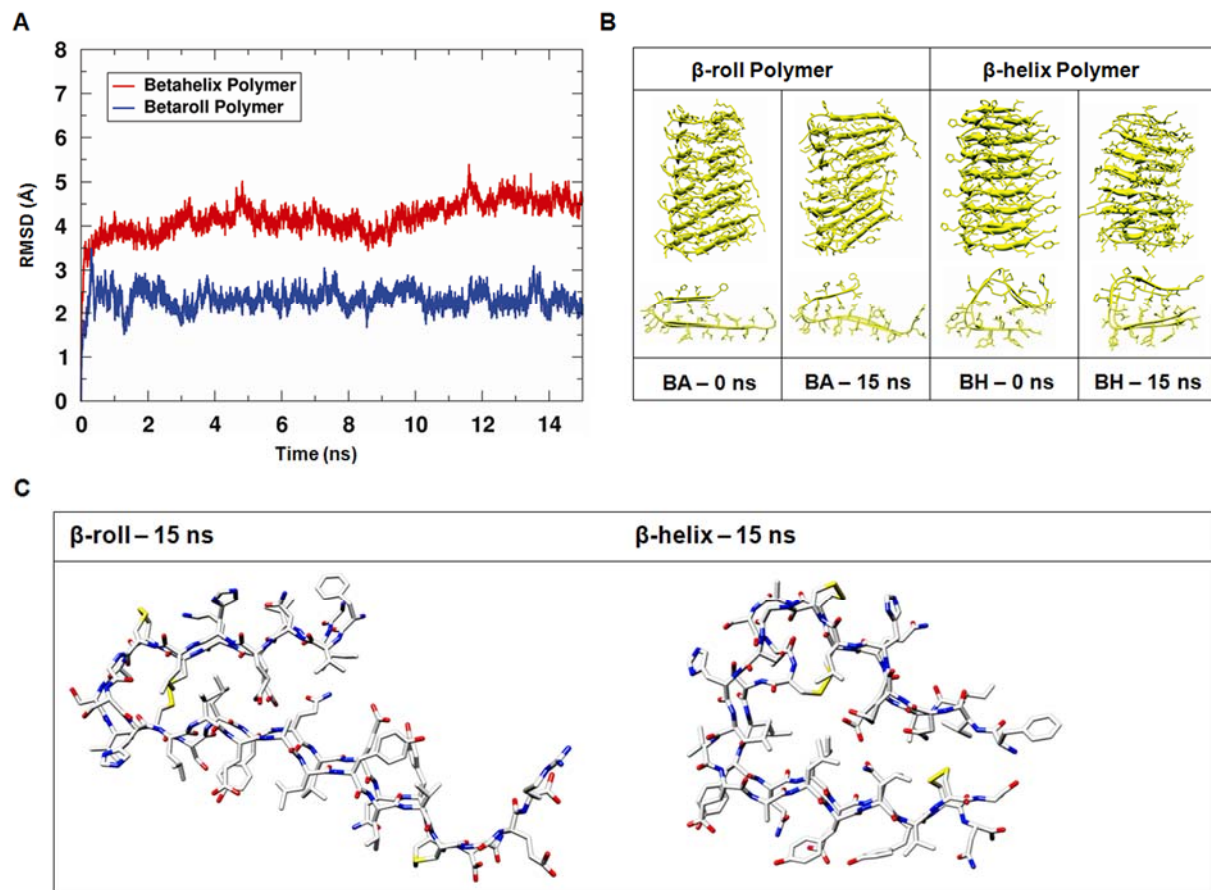 A
8
7
6
5
4
3
2
1
0
RMSD (Å)
Betahelix Polymer
Betaroll Polymer
0 2 4 6 8 10 12 14
Time (ns)
B
β-roll Polymer β-helix Polymer
BA – 0 ns BA – 15 ns BH – 0 ns BH – 15 ns
C
β-roll – 15 ns β-helix – 15 ns